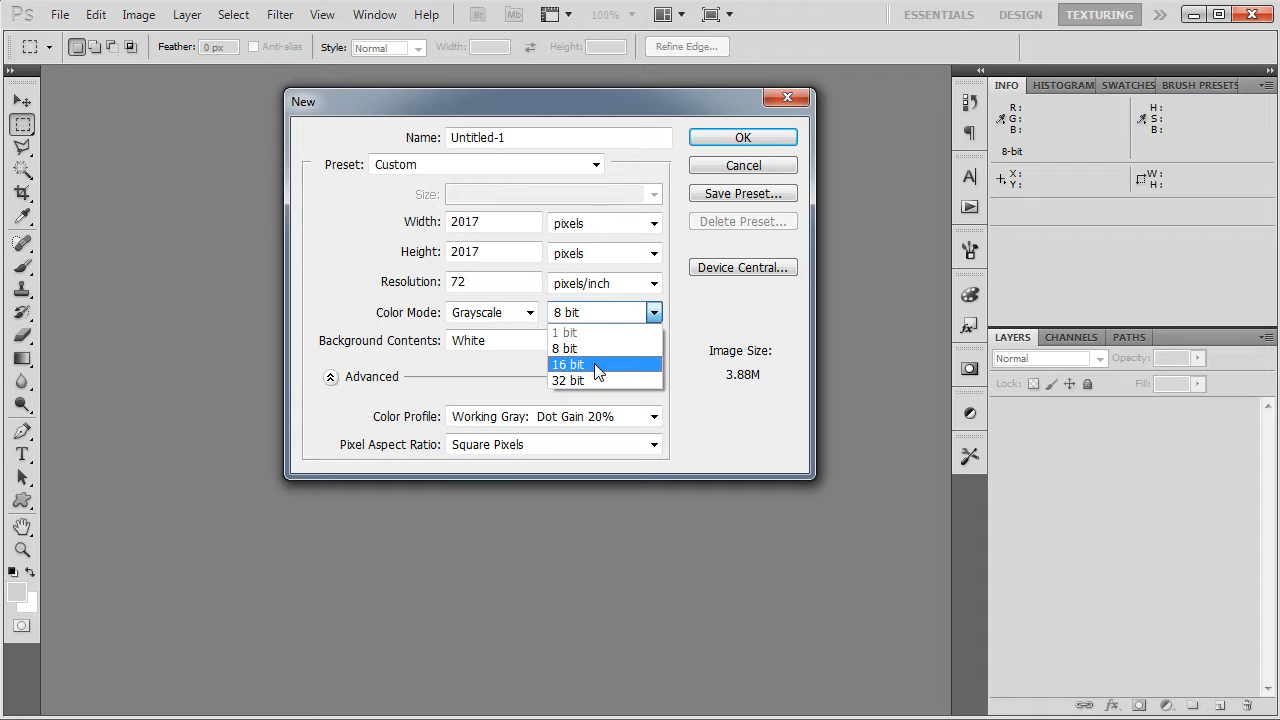 Ps File Edit Image Layer Select Filter View Window Help Br Mb 100% ESSENTIALS DESIGN TEXTURING
Feather: 0 px Anti-alias Style: Normal Width: Height: Refine Edge...
New
Name: Untitled-1 OK
Preset: Custom Cancel
Size: Save Preset...
Width: 2017 pixels Delete Preset...
Height: 2017 pixels Device Central...
Resolution: 72 pixels/inch
Color Mode: Grayscale 8 bit
1 bit
8 bit
16 bit
32 bit
Background Contents: White
Advanced
Color Profile: Working Gray: Dot Gain 20%
Pixel Aspect Ratio: Square Pixels
Image Size:
3.88M
INFO HISTOGRAM SWATCHES BRUSH PRESETS
R: H:
G: S:
B: B:
8-bit
X: W:
Y: H:
LAYERS CHANNELS PATHS
Normal Opacity:
Lock: Fill: